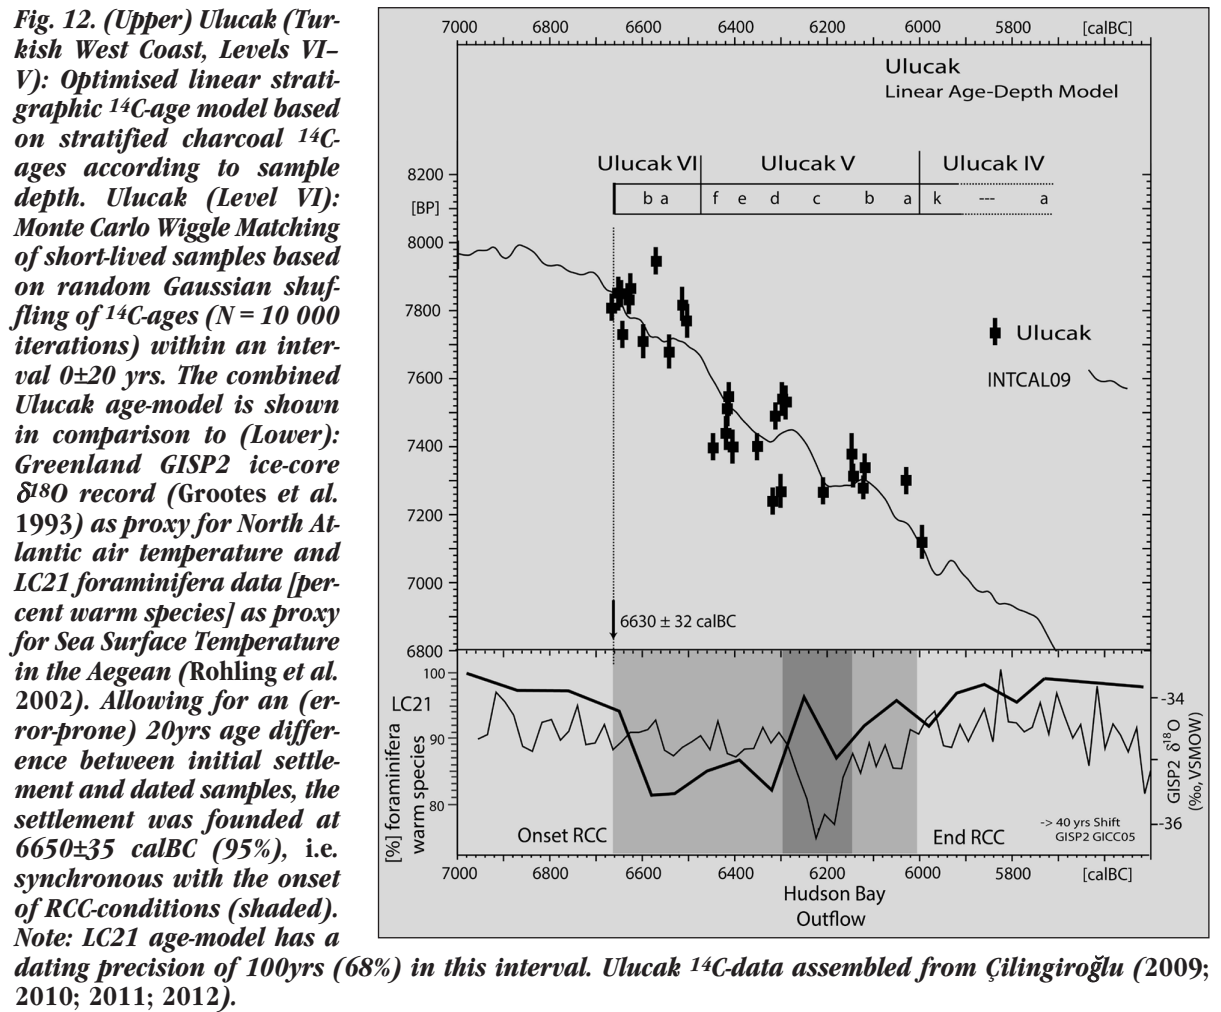 Fig. 12. (Upper) Ulucak (Tur-
kish West Coast, Levels VI–
V): Optimised linear strati-
graphic ¹⁴C-age model based
on stratified charcoal ¹⁴C-
ages according to sample
depth. Ulucak (Level VI):
Monte Carlo Wiggle Matching
of short-lived samples based
on random Gaussian shuf-
fling of ¹⁴C-ages (N = 10 000
iterations) within an inter-
val 0±20 yrs. The combined
Ulucak age-model is shown
in comparison to (Lower):
Greenland GISP2 ice-core
δ¹⁸O record (Grootes et al.
1993) as proxy for North At-
lantic air temperature and
LC21 foraminifera data [per-
cent warm species] as proxy
for Sea Surface Temperature
in the Aegean (Rohling et al.
2002). Allowing for an (er-
ror-prone) 20yrs age differ-
ence between initial settle-
ment and dated samples, the
settlement was founded at
6650±35 calBC (95%), i.e.
synchronous with the onset
of RCC-conditions (shaded).
Note: LC21 age-model has a
dating precision of 100yrs (68%) in this interval. Ulucak ¹⁴C-data assembled from Çilingiroğlu (2009;
2010; 2011; 2012).
7000 6800 6600 6400 6200 6000 5800 [calBC]
Ulucak
Linear Age-Depth Model
Ulucak VI Ulucak V Ulucak IV
b a f e d c b a k --- a
8200
[BP]
8000
7800
7600
7400
7200
7000
6800
Ulucak
INTCAL09
6630 ± 32 calBC
100
LC21
90
80
[%] foraminifera
warm species
-34
-36
GISP2 δ¹⁸O
(‰,VSMOW)
Onset RCC
End RCC
-> 40 yrs Shift
GISP2 GICC05
7000 6800 6600 6400 6200 6000 5800 [calBC]
Hudson Bay
Outflow